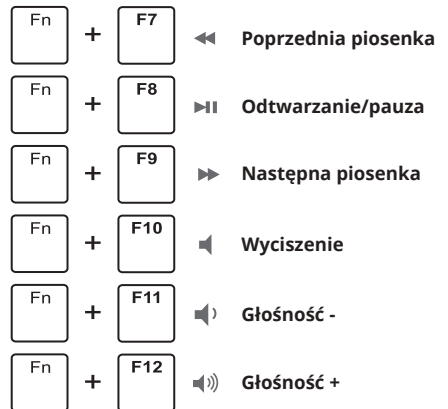 Fn + F7 Poprzednia piosenka
Fn + F8 Odtwarzanie/pauza
Fn + F9 Następna piosenka
Fn + F10 Wyciszenie
Fn + F11 Głośność -
Fn + F12 Głośność +